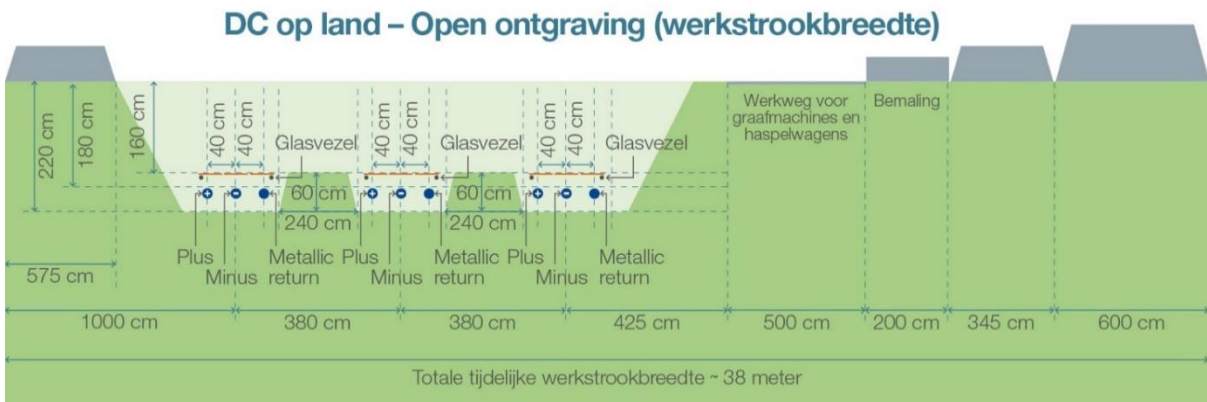 DC op land – Open ontgraving (werkstrookbreedte)
220 cm
180 cm
160 cm
40 cm
40 cm
Glasvezel
40 cm
40 cm
Glasvezel
40 cm
40 cm
Glasvezel
Werkweg voor
graafmachines en
haspelwagens
Bemaling
60 cm
60 cm
240 cm
240 cm
Plus
Minus
Metallic
return
Plus
Minus
Metallic
return
Plus
Minus
Metallic
return
575 cm
1000 cm
380 cm
380 cm
425 cm
500 cm
200 cm
345 cm
600 cm
Totale tijdelijke werkstrookbreedte ~ 38 meter